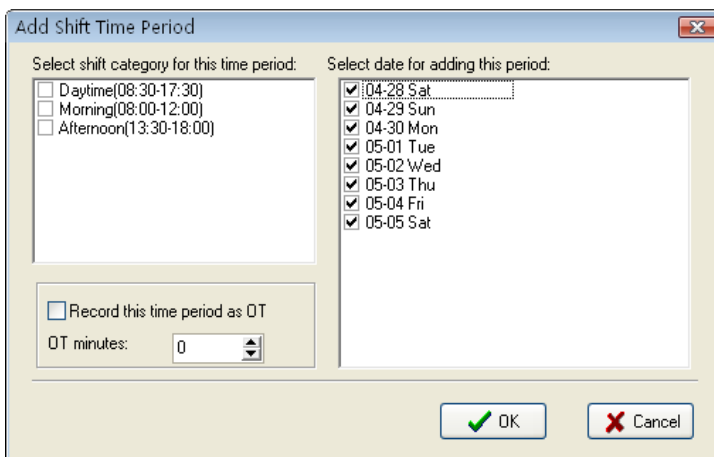 Add Shift Time Period
Select shift category for this time period:
Daytime(08:30-17:30)
Morning(08:00-12:00)
Afternoon(13:30-18:00)
Select date for adding this period:
04-28 Sat
04-29 Sun
04-30 Mon
05-01 Tue
05-02 Wed
05-03 Thu
05-04 Fri
05-05 Sat
Record this time period as OT
OT minutes: 0
OK Cancel